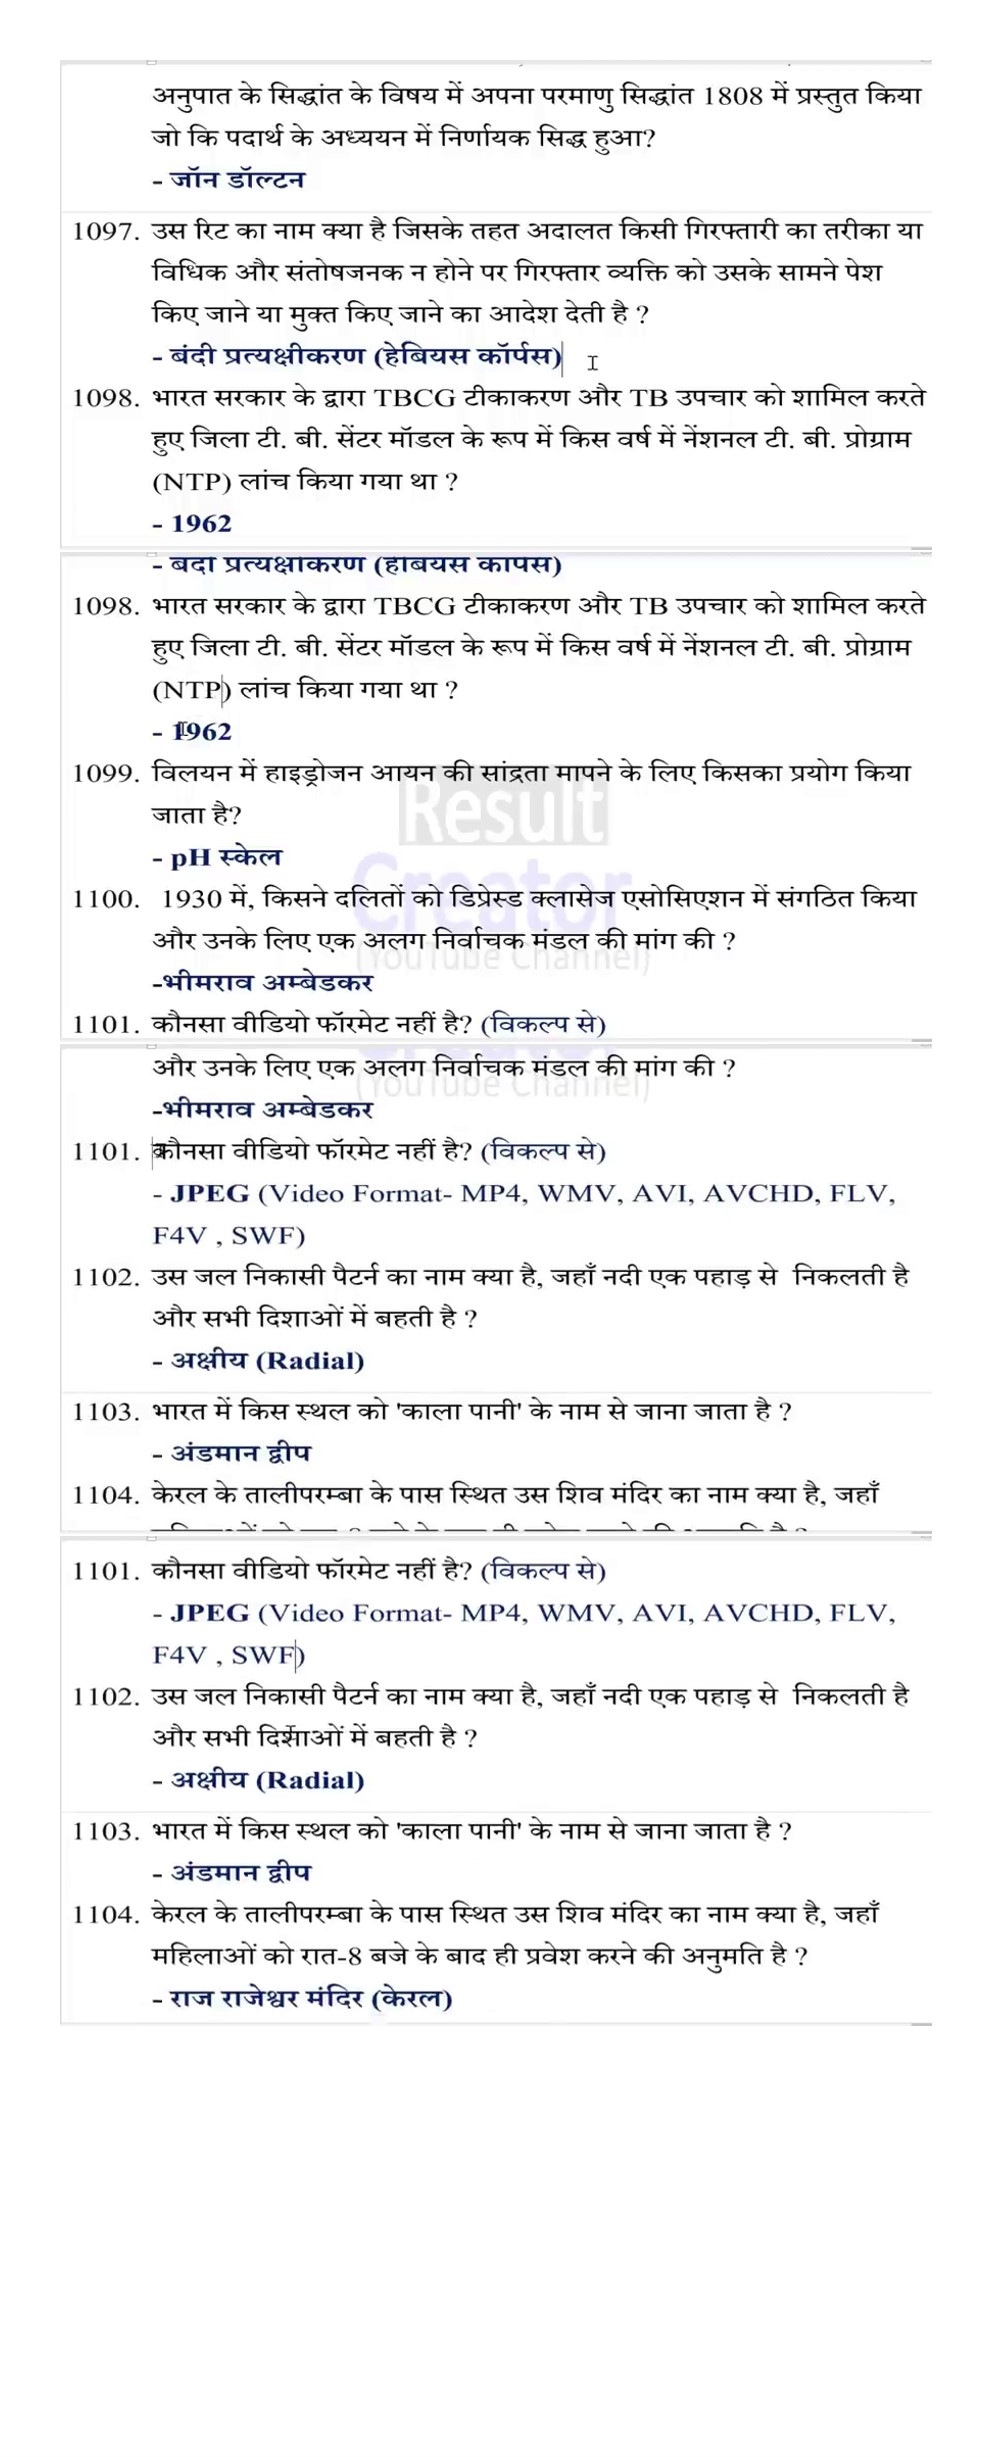 अनुपात के सिद्धांत के विषय में अपना परमाणु सिद्धांत 1808 में प्रस्तुत किया
जो कि पदार्थ के अध्ययन में निर्णायक सिद्ध हुआ?
- जॉन डॉल्टन
1097. उस रिट का नाम क्या है जिसके तहत अदालत किसी गिरफ्तारी का तरीका या
विधिक और संतोषजनक न होने पर गिरफ्तार व्यक्ति को उसके सामने पेश
किए जाने या मुक्त किए जाने का आदेश देती है ?
- बंदी प्रत्यक्षीकरण (हेबियस कॉर्पस)
1098. भारत सरकार के द्वारा TBCG टीकाकरण और TB उपचार को शामिल करते
हुए जिला टी. बी. सेंटर मॉडल के रूप में किस वर्ष में नेंशनल टी. बी. प्रोग्राम
(NTP) लांच किया गया था ?
- 1962
- बंदी प्रत्यक्षीकरण (हेबियस कॉर्पस)
1098. भारत सरकार के द्वारा TBCG टीकाकरण और TB उपचार को शामिल करते
हुए जिला टी. बी. सेंटर मॉडल के रूप में किस वर्ष में नेंशनल टी. बी. प्रोग्राम
(NTP) लांच किया गया था ?
- 1962
1099. विलयन में हाइड्रोजन आयन की सांद्रता मापने के लिए किसका प्रयोग किया
जाता है?
Result
- pH स्केल
Creator
1100. 1930 में, किसने दलितों को डिप्रेस्ड क्लासेज एसोसिएशन में संगठित किया
और उनके लिए एक अलग निर्वाचक मंडल की मांग की ?
(YouTube Channel)
-भीमराव अम्बेडकर
1101. कौनसा वीडियो फॉरमेट नहीं है? (विकल्प से)
और उनके लिए एक अलग निर्वाचक मंडल की मांग की ?
(YouTube Channel)
-भीमराव अम्बेडकर
1101. कौनसा वीडियो फॉरमेट नहीं है? (विकल्प से)
- JPEG (Video Format- MP4, WMV, AVI, AVCHD, FLV,
F4V , SWF)
1102. उस जल निकासी पैटर्न का नाम क्या है, जहाँ नदी एक पहाड़ से निकलती है
और सभी दिशाओं में बहती है ?
- अक्षीय (Radial)
1103. भारत में किस स्थल को 'काला पानी' के नाम से जाना जाता है ?
- अंडमान द्वीप
1104. केरल के तालीपरम्बा के पास स्थित उस शिव मंदिर का नाम क्या है, जहाँ
1101. कौनसा वीडियो फॉरमेट नहीं है? (विकल्प से)
- JPEG (Video Format- MP4, WMV, AVI, AVCHD, FLV,
F4V , SWF)
1102. उस जल निकासी पैटर्न का नाम क्या है, जहाँ नदी एक पहाड़ से निकलती है
और सभी दिशाओं में बहती है ?
- अक्षीय (Radial)
1103. भारत में किस स्थल को 'काला पानी' के नाम से जाना जाता है ?
- अंडमान द्वीप
1104. केरल के तालीपरम्बा के पास स्थित उस शिव मंदिर का नाम क्या है, जहाँ
महिलाओं को रात-8 बजे के बाद ही प्रवेश करने की अनुमति है ?
- राज राजेश्वर मंदिर (केरल)